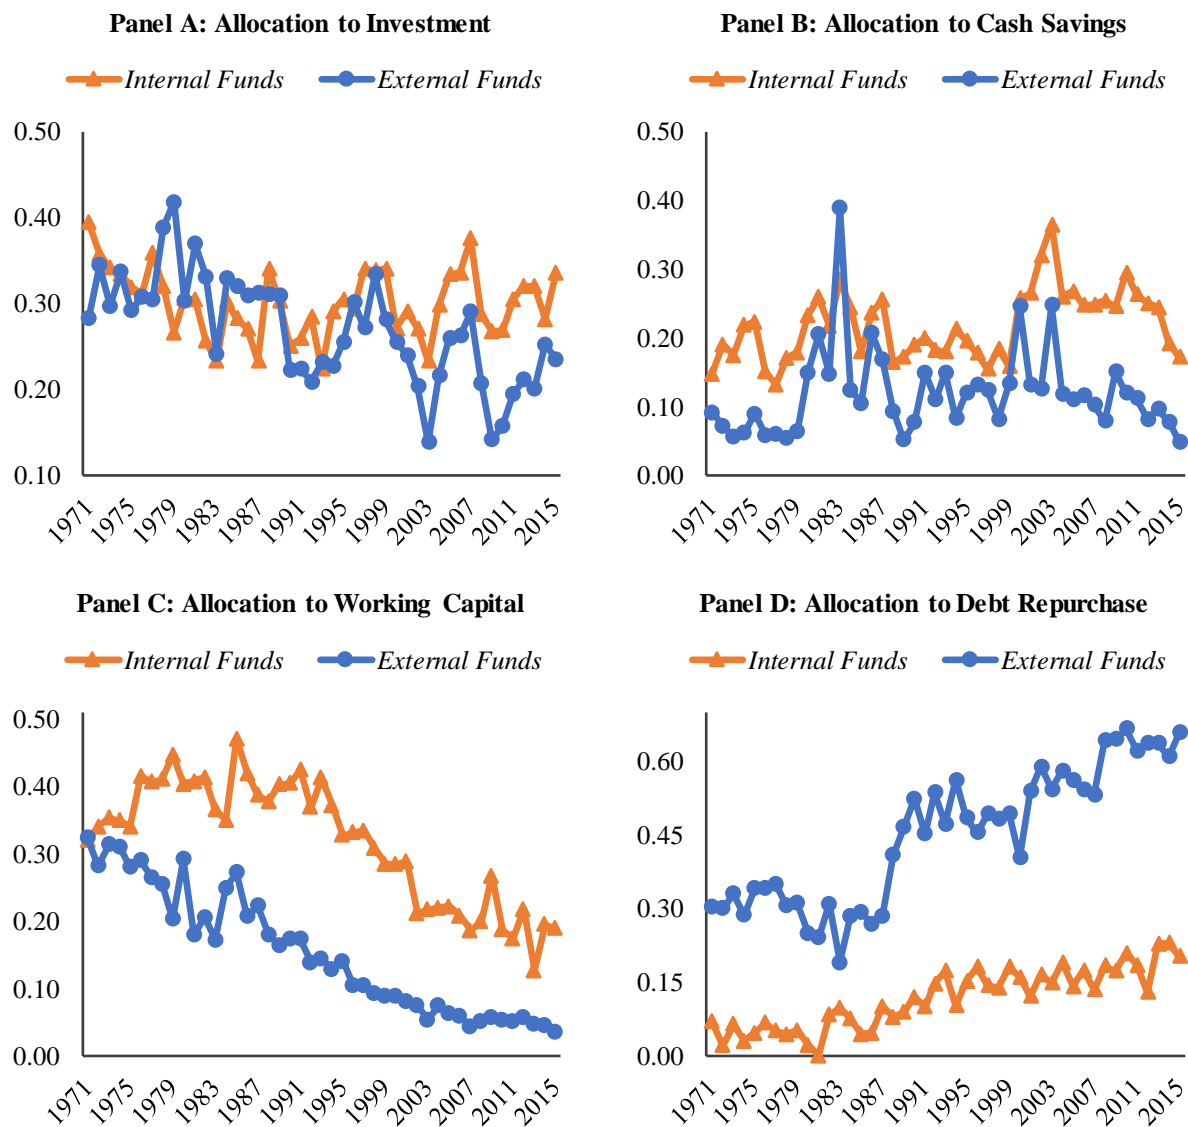 Panel A: Allocation to Investment
Internal Funds External Funds
0.50
0.40
0.30
0.20
0.10
1971 1975 1979 1983 1987 1991 1995 1999 2003 2007 2011 2015
Panel B: Allocation to Cash Savings
Internal Funds External Funds
0.50
0.40
0.30
0.20
0.10
0.00
1971 1975 1979 1983 1987 1991 1995 1999 2003 2007 2011 2015
Panel C: Allocation to Working Capital
Internal Funds External Funds
0.50
0.40
0.30
0.20
0.10
0.00
1971 1975 1979 1983 1987 1991 1995 1999 2003 2007 2011 2015
Panel D: Allocation to Debt Repurchase
Internal Funds External Funds
0.60
0.45
0.30
0.15
0.00
1971 1975 1979 1983 1987 1991 1995 1999 2003 2007 2011 2015